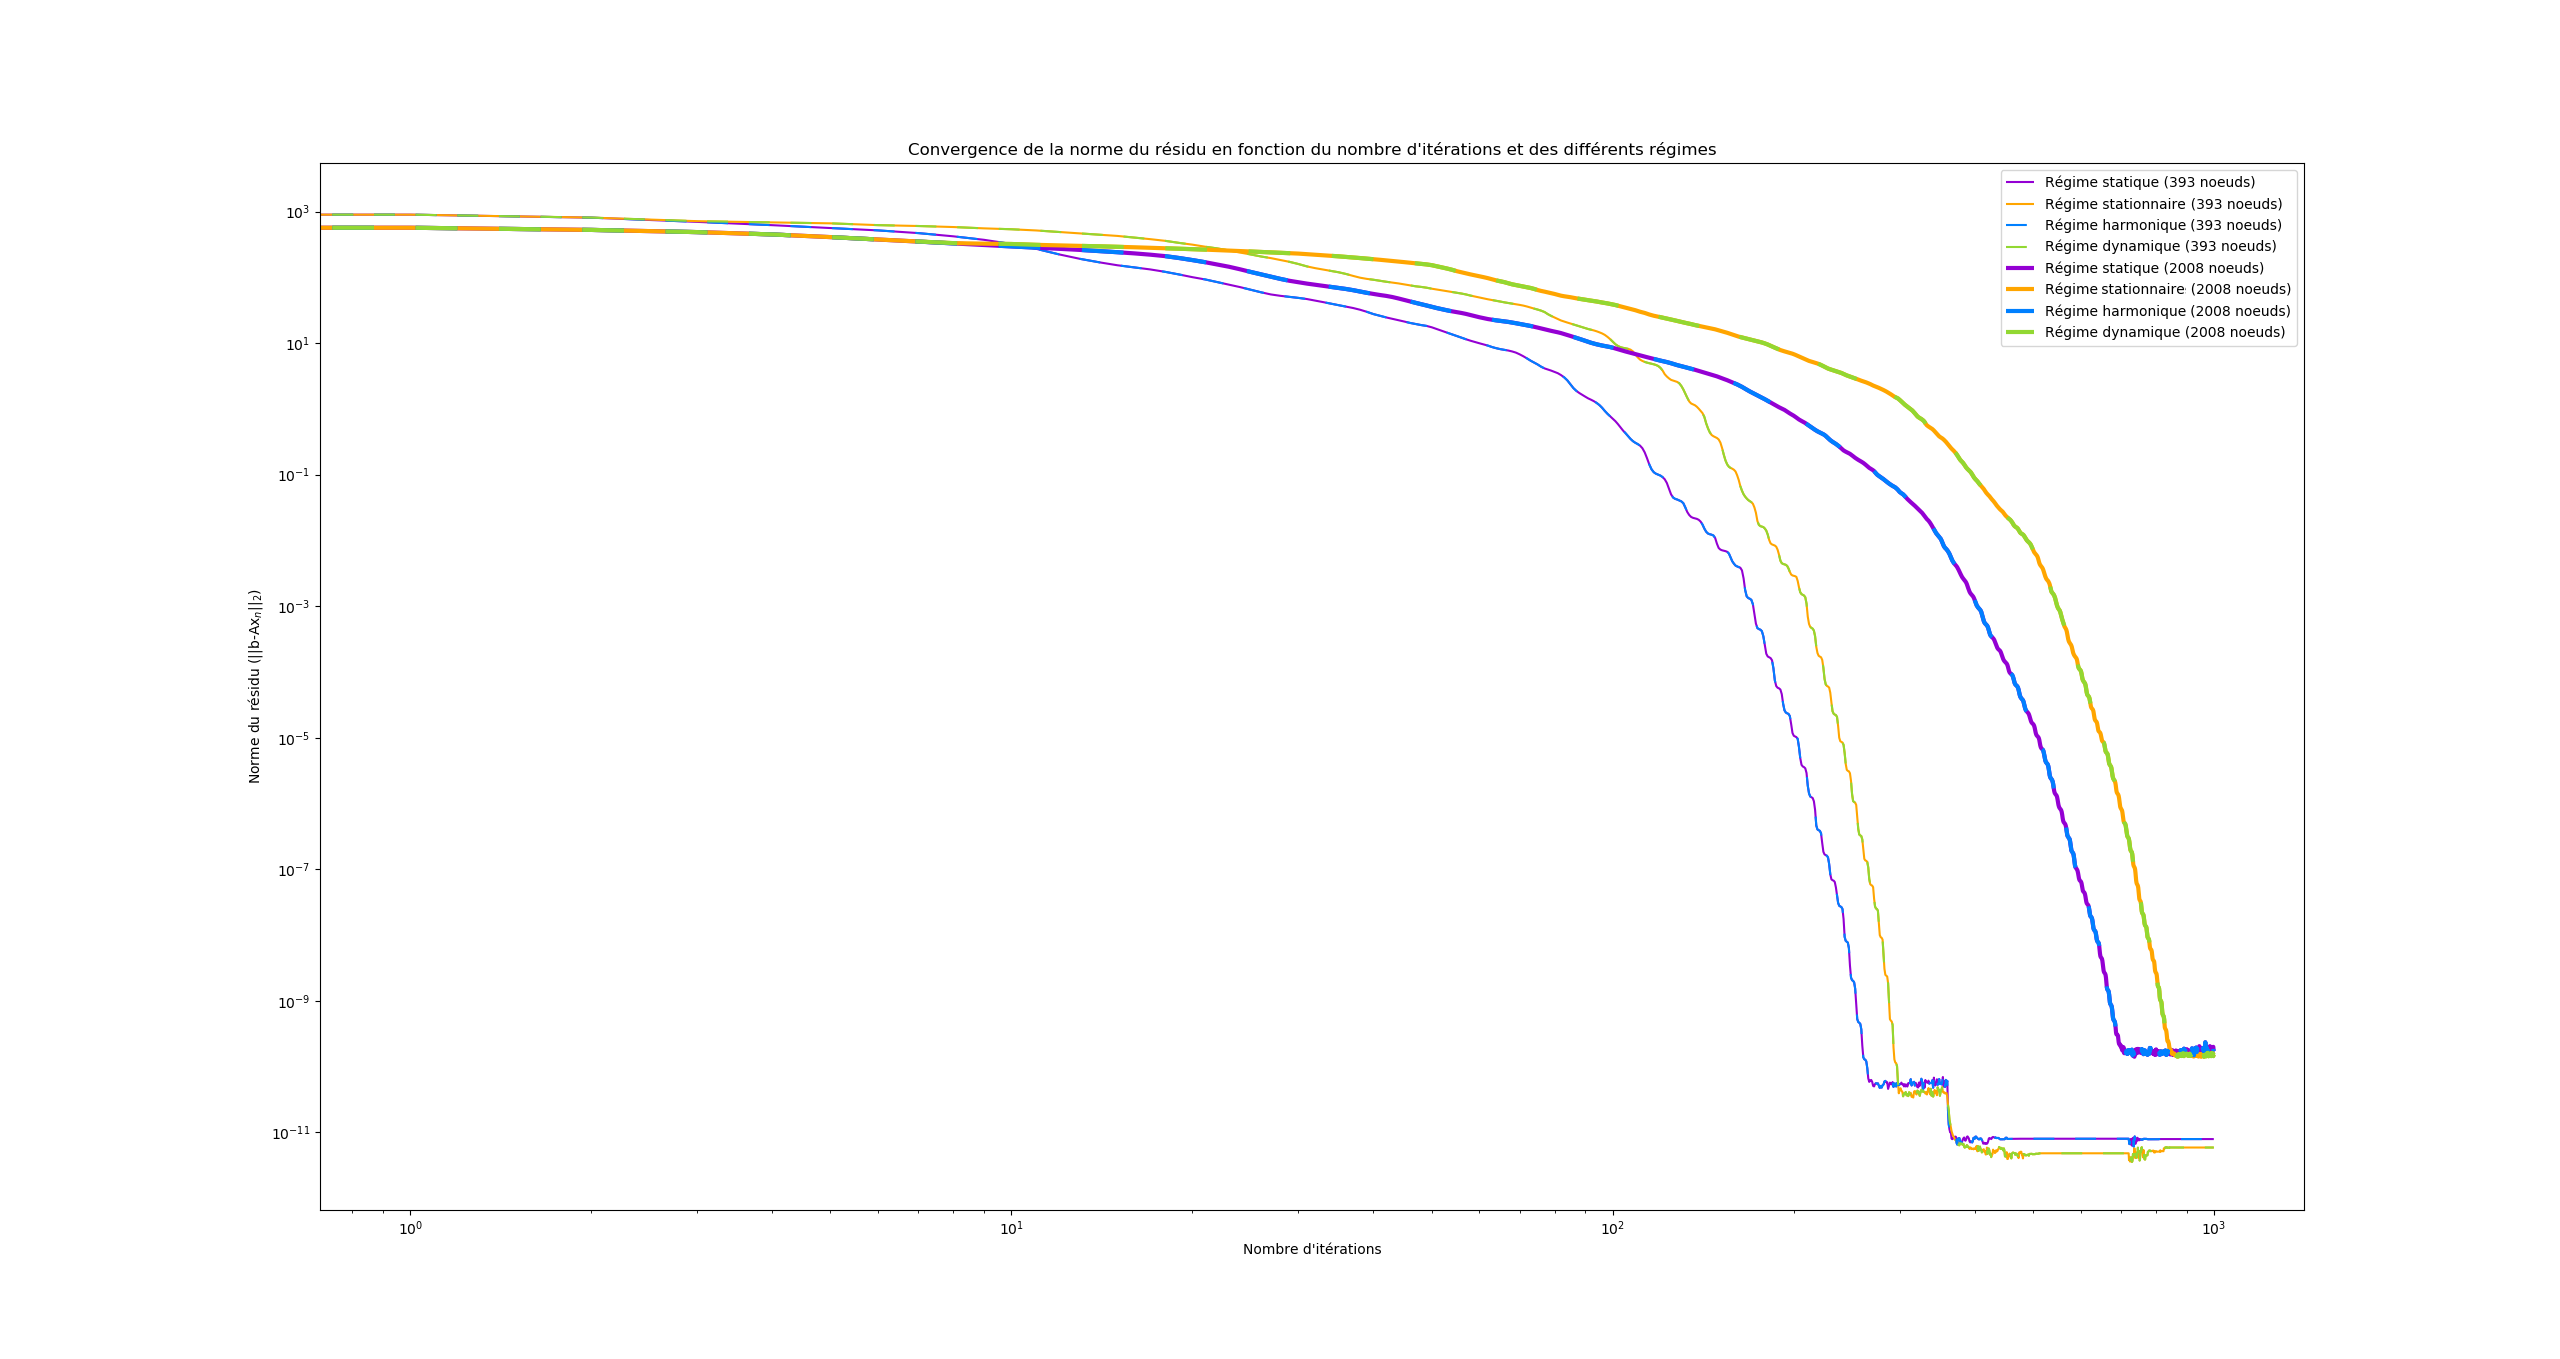 Convergence de la norme du résidu en fonction du nombre d'itérations et des différents régimes
Régime statique (393 noeuds)
Régime stationnaire (393 noeuds)
Régime harmonique (393 noeuds)
Régime dynamique (393 noeuds)
Régime statique (2008 noeuds)
Régime stationnaire (2008 noeuds)
Régime harmonique (2008 noeuds)
Régime dynamique (2008 noeuds)
10³
10¹
10⁻¹
10⁻³
10⁻⁵
10⁻⁷
10⁻⁹
10⁻¹¹
Norme du résidu (||b-Axₙ||₂)
10⁰ 10¹ 10² 10³
Nombre d'itérations